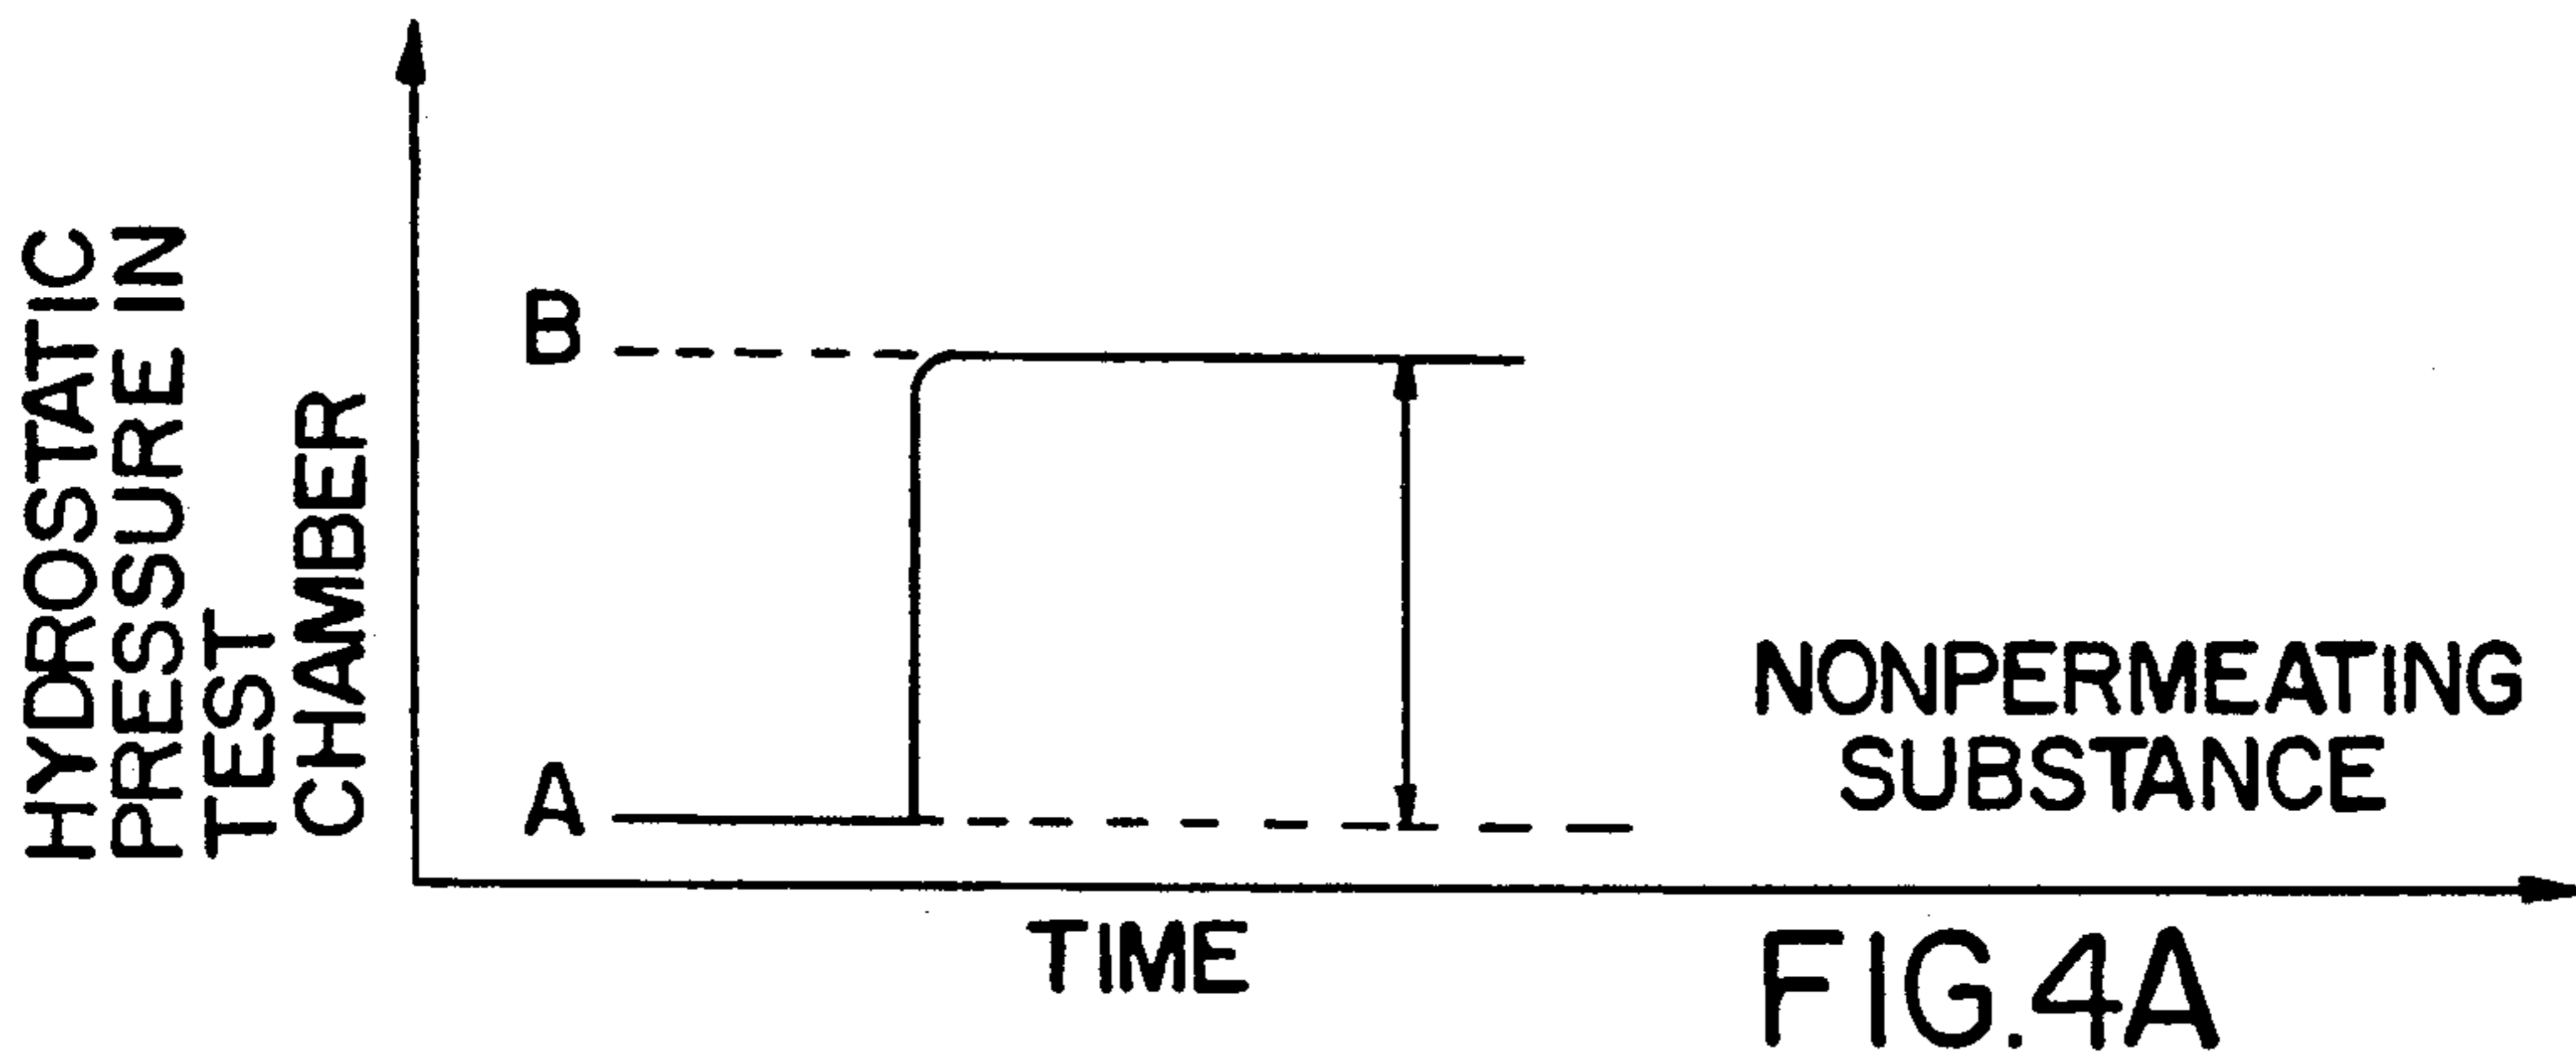 HYDROSTATIC
PRESSURE IN
TEST
CHAMBER
B
A
NONPERMEATING
SUBSTANCE
TIME
FIG.4A